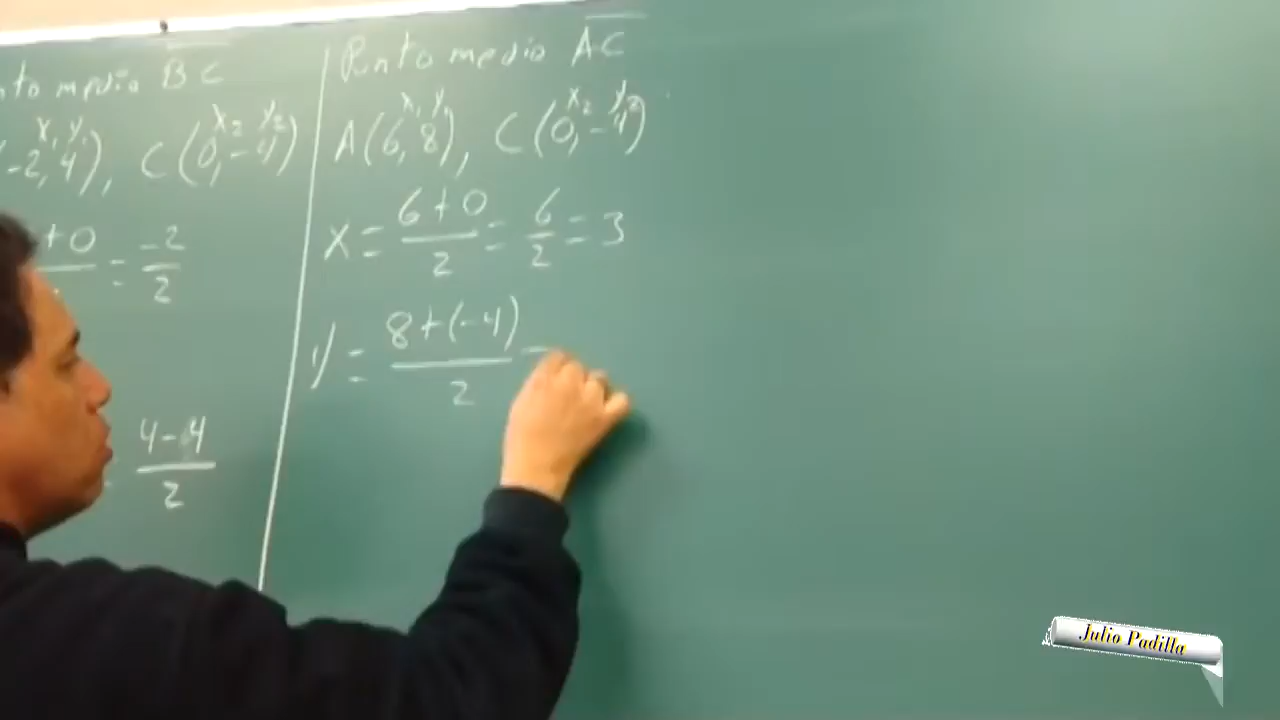 nto medio BC
x₁ y₁ x₂ y₂
-2, 4), C(0, -4)
+0 = -2/2
4-4/2
Punto medio AC
x₁ y₁ x₂ y₂
A(6, 8), C(0, -4)
x = 6+0/2 = 6/2 = 3
y = 8+(-4)/2 =
Julio Padilla